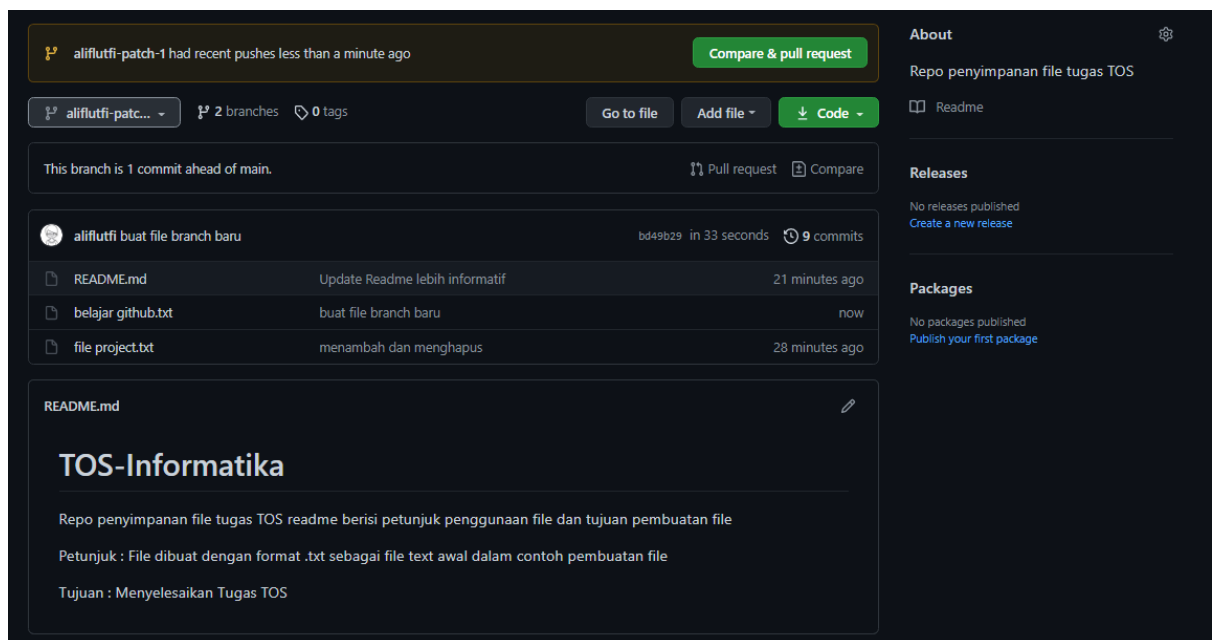 aliflutfi-patch-1 had recent pushes less than a minute ago
Compare & pull request
aliflutfi-patc...
2 branches
0 tags
Go to file
Add file
Code
This branch is 1 commit ahead of main.
Pull request
Compare
aliflutfi buat file branch baru
bd49b29 in 33 seconds
9 commits
README.md Update Readme lebih informatif 21 minutes ago
belajar github.txt buat file branch baru now
file project.txt menambah dan menghapus 28 minutes ago
README.md
TOS-Informatika
Repo penyimpanan file tugas TOS readme berisi petunjuk penggunaan file dan tujuan pembuatan file
Petunjuk : File dibuat dengan format .txt sebagai file text awal dalam contoh pembuatan file
Tujuan : Menyelesaikan Tugas TOS
About
Repo penyimpanan file tugas TOS
Readme
Releases
No releases published
Create a new release
Packages
No packages published
Publish your first package